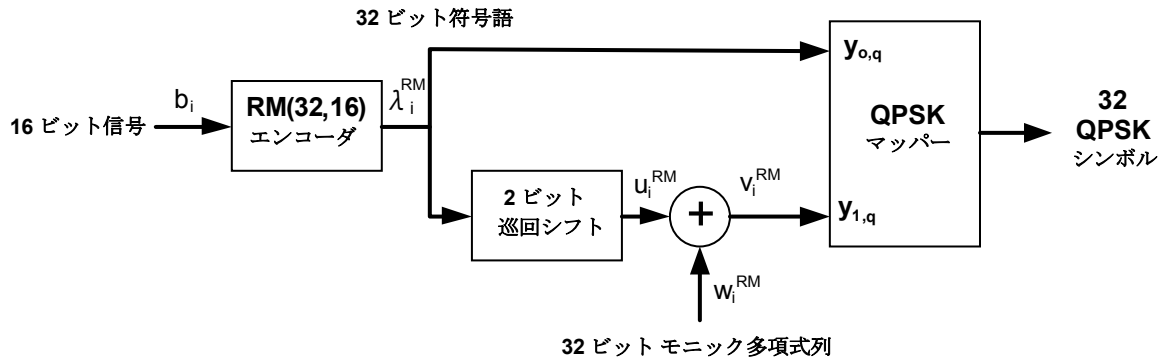 32 ビット符号語
16 ビット信号
b_i
RM(32,16)
エンコーダ
λ_i^RM
2 ビット
巡回シフト
u_i^RM
+
v_i^RM
w_i^RM
32 ビット モニック多項式列
y_o,q
QPSK
マッパー
y_1,q
32
QPSK
シンボル